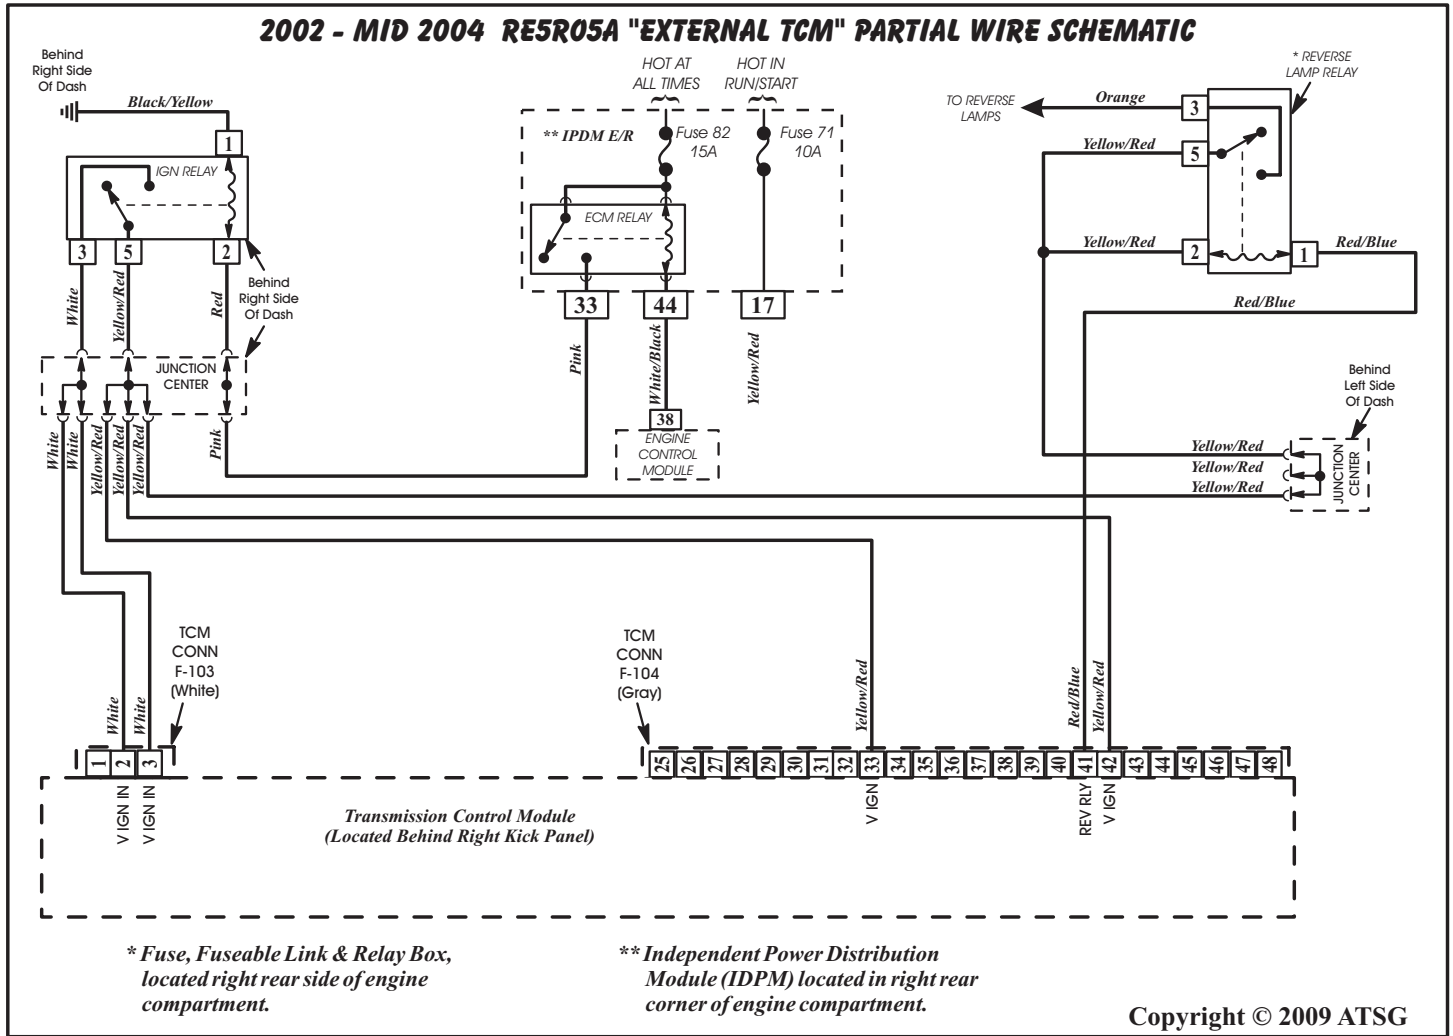 2002 - MID 2004 RE5R05A "EXTERNAL TCM" PARTIAL WIRE SCHEMATIC
Behind
Right Side
Of Dash
Black/Yellow
1
IGN RELAY
3
5
2
Behind
Right Side
Of Dash
White
Yellow/Red
Red
JUNCTION
CENTER
White
White
Yellow/Red
Yellow/Red
Yellow/Red
Pink
HOT AT
ALL TIMES
HOT IN
RUN/START
** IPDM E/R
Fuse 82
15A
Fuse 71
10A
ECM RELAY
33
44
17
Pink
White/Black
Yellow/Red
38
ENGINE
CONTROL
MODULE
* REVERSE
LAMP RELAY
TO REVERSE
LAMPS
Orange
3
Yellow/Red
5
Yellow/Red
2
1
Red/Blue
Red/Blue
Behind
Left Side
Of Dash
Yellow/Red
Yellow/Red
Yellow/Red
JUNCTION
CENTER
TCM
CONN
F-103
(White)
White
White
TCM
CONN
F-104
(Gray)
Yellow/Red
Red/Blue
Yellow/Red
1
2
3
25
26
27
28
29
30
31
32
33
34
35
36
37
38
39
40
41
42
43
44
45
46
47
48
V IGN IN
V IGN IN
V IGN
REV RLY
V IGN
Transmission Control Module
(Located Behind Right Kick Panel)
* Fuse, Fuseable Link & Relay Box,
located right rear side of engine
compartment.
** Independent Power Distribution
Module (IDPM) located in right rear
corner of engine compartment.
Copyright © 2009 ATSG